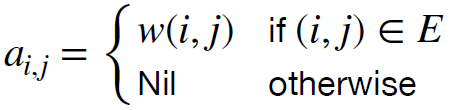 a_{i,j} = { w(i, j) if (i, j) ∈ E
Nil otherwise